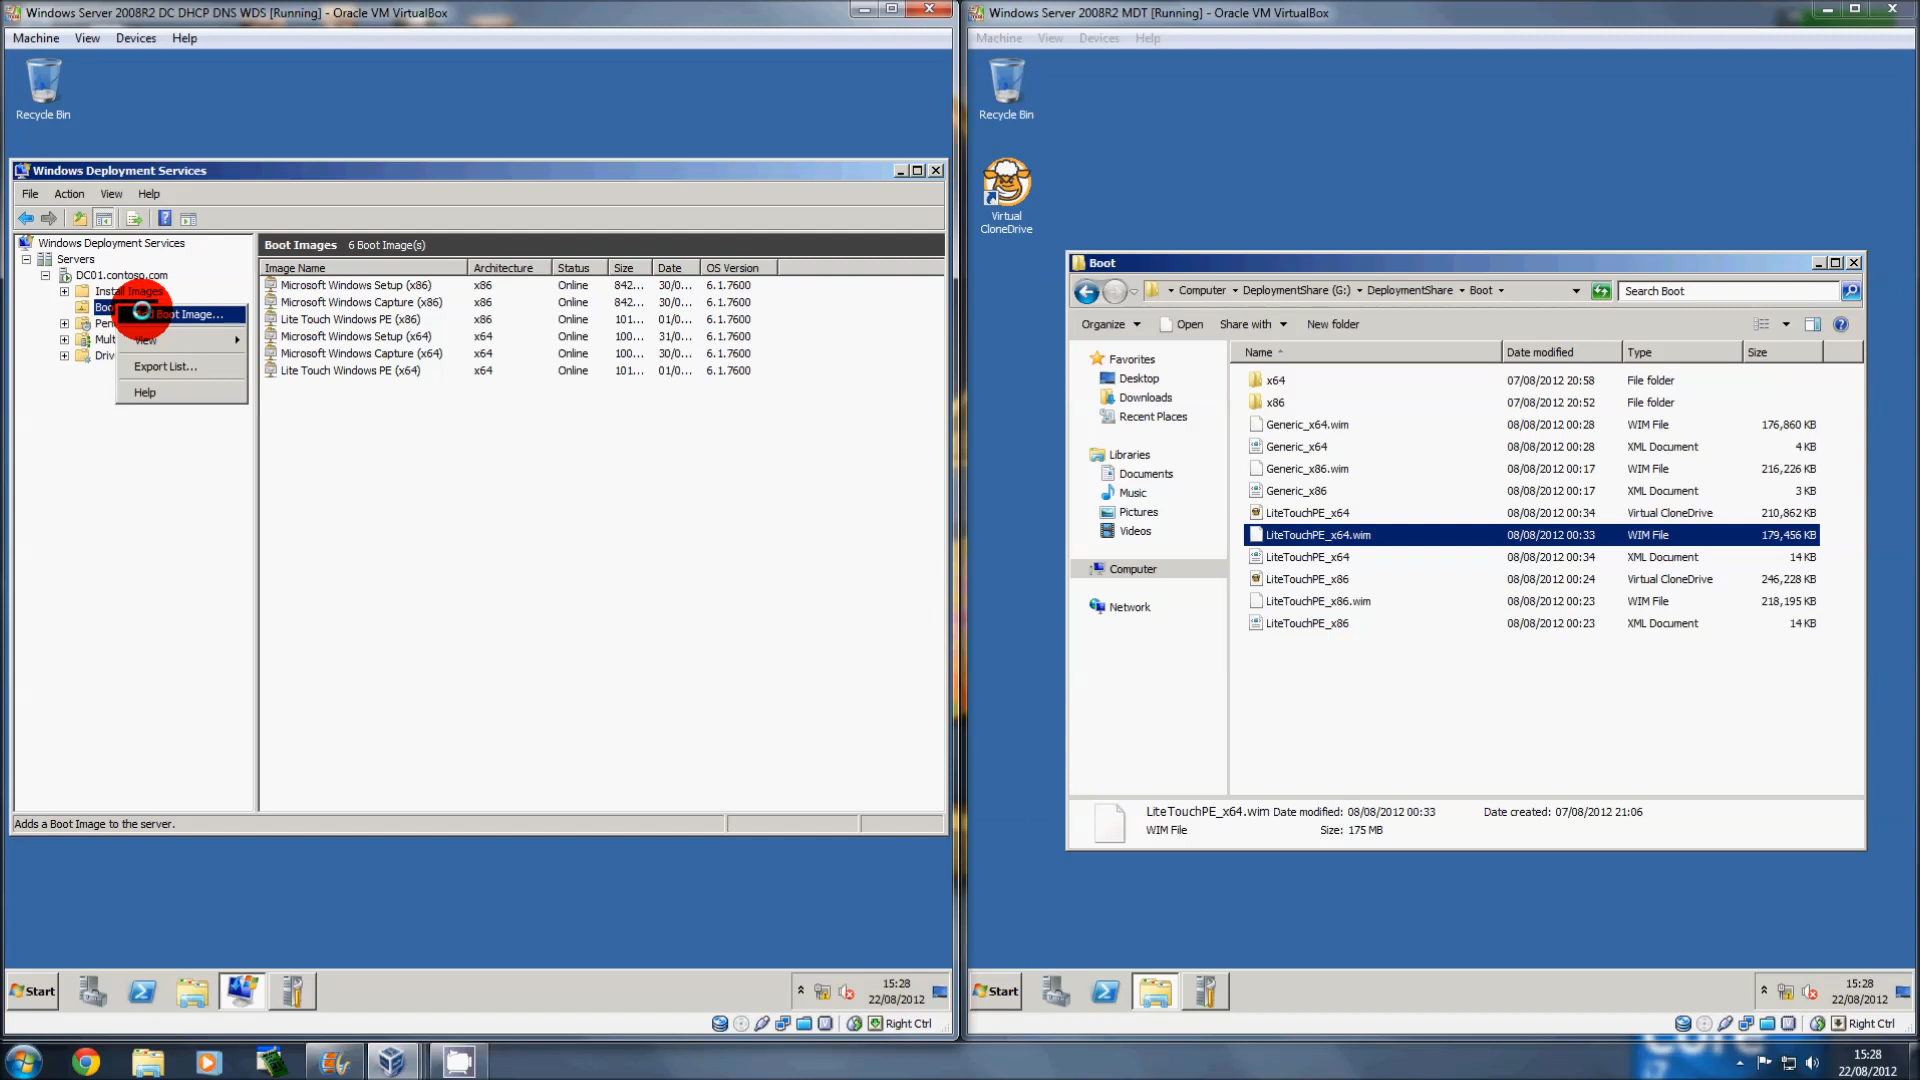 Windows Server 2008R2 DC DHCP DNS WDS [Running] - Oracle VM VirtualBox
Machine View Devices Help
Recycle Bin
Windows Deployment Services
File Action View Help
Windows Deployment Services
Servers
DC01.contoso.com
Install Images
Boot Image...
View
Export List...
Help
Boot Images 6 Boot Image(s)
Image Name Architecture Status Size Date OS Version
Microsoft Windows Setup (x86) x86 Online 842... 30/0... 6.1.7600
Microsoft Windows Capture (x86) x86 Online 842... 30/0... 6.1.7600
Lite Touch Windows PE (x86) x86 Online 101... 01/0... 6.1.7600
Microsoft Windows Setup (x64) x64 Online 100... 31/0... 6.1.7600
Microsoft Windows Capture (x64) x64 Online 100... 30/0... 6.1.7600
Lite Touch Windows PE (x64) x64 Online 101... 01/0... 6.1.7600
Adds a Boot Image to the server.
Start
15:28
22/08/2012
Right Ctrl
Windows Server 2008R2 MDT [Running] - Oracle VM VirtualBox
Machine View Devices Help
Recycle Bin
Virtual
CloneDrive
Boot
Computer DeploymentShare (G:) DeploymentShare Boot Search Boot
Organize Open Share with New folder
Favorites
Desktop
Downloads
Recent Places
Libraries
Documents
Music
Pictures
Videos
Computer
Network
Name Date modified Type Size
x64 07/08/2012 20:58 File folder
x86 07/08/2012 20:52 File folder
Generic_x64.wim 08/08/2012 00:28 WIM File 176,860 KB
Generic_x64 08/08/2012 00:28 XML Document 4 KB
Generic_x86.wim 08/08/2012 00:17 WIM File 216,226 KB
Generic_x86 08/08/2012 00:17 XML Document 3 KB
LiteTouchPE_x64 08/08/2012 00:34 Virtual CloneDrive 210,862 KB
LiteTouchPE_x64.wim 08/08/2012 00:33 WIM File 179,456 KB
LiteTouchPE_x64 08/08/2012 00:34 XML Document 14 KB
LiteTouchPE_x86 08/08/2012 00:24 Virtual CloneDrive 246,228 KB
LiteTouchPE_x86.wim 08/08/2012 00:23 WIM File 218,195 KB
LiteTouchPE_x86 08/08/2012 00:23 XML Document 14 KB
LiteTouchPE_x64.wim Date modified: 08/08/2012 00:33 Date created: 07/08/2012 21:06
WIM File Size: 175 MB
Start
15:28
22/08/2012
Right Ctrl
15:28
22/08/2012